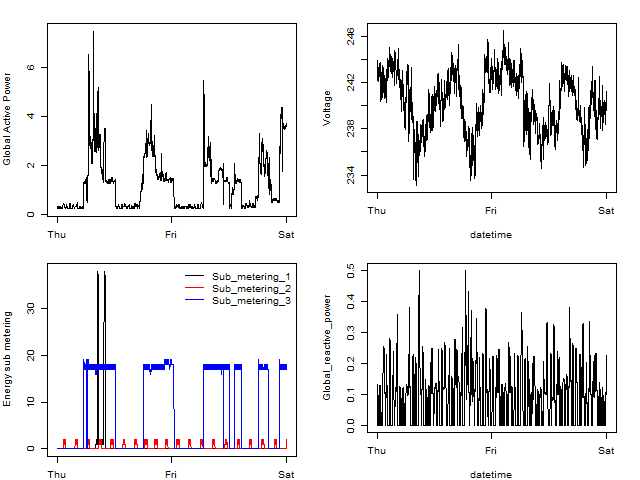 Global Active Power
0 2 4 6
Thu Fri Sat
Voltage
234 238 242 246
Thu Fri Sat
datetime
Energy sub metering
0 10 20 30
Sub_metering_1
Sub_metering_2
Sub_metering_3
Thu Fri Sat
Global_reactive_power
0.0 0.1 0.2 0.3 0.4 0.5
Thu Fri Sat
datetime